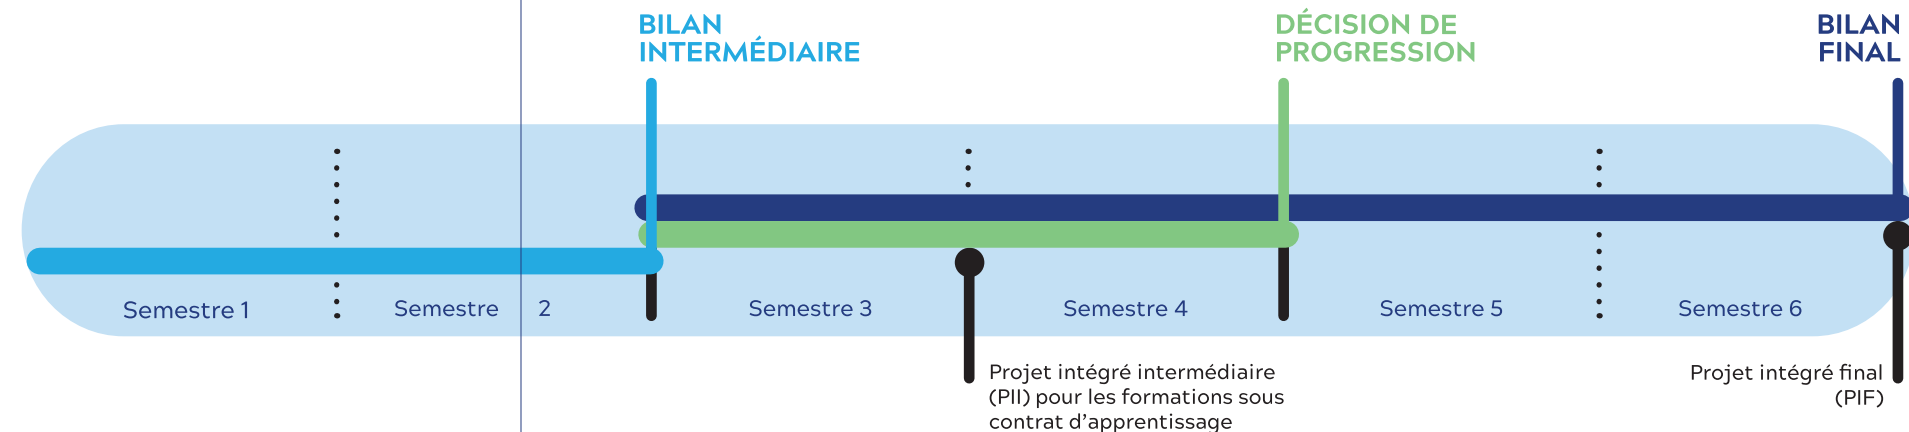 BILAN
INTERMÉDIAIRE
DÉCISION DE
PROGRESSION
BILAN
FINAL
Semestre 1
Semestre 2
Semestre 3
Semestre 4
Semestre 5
Semestre 6
Projet intégré intermédiaire
(PII) pour les formations sous
contrat d’apprentissage
Projet intégré final
(PIF)